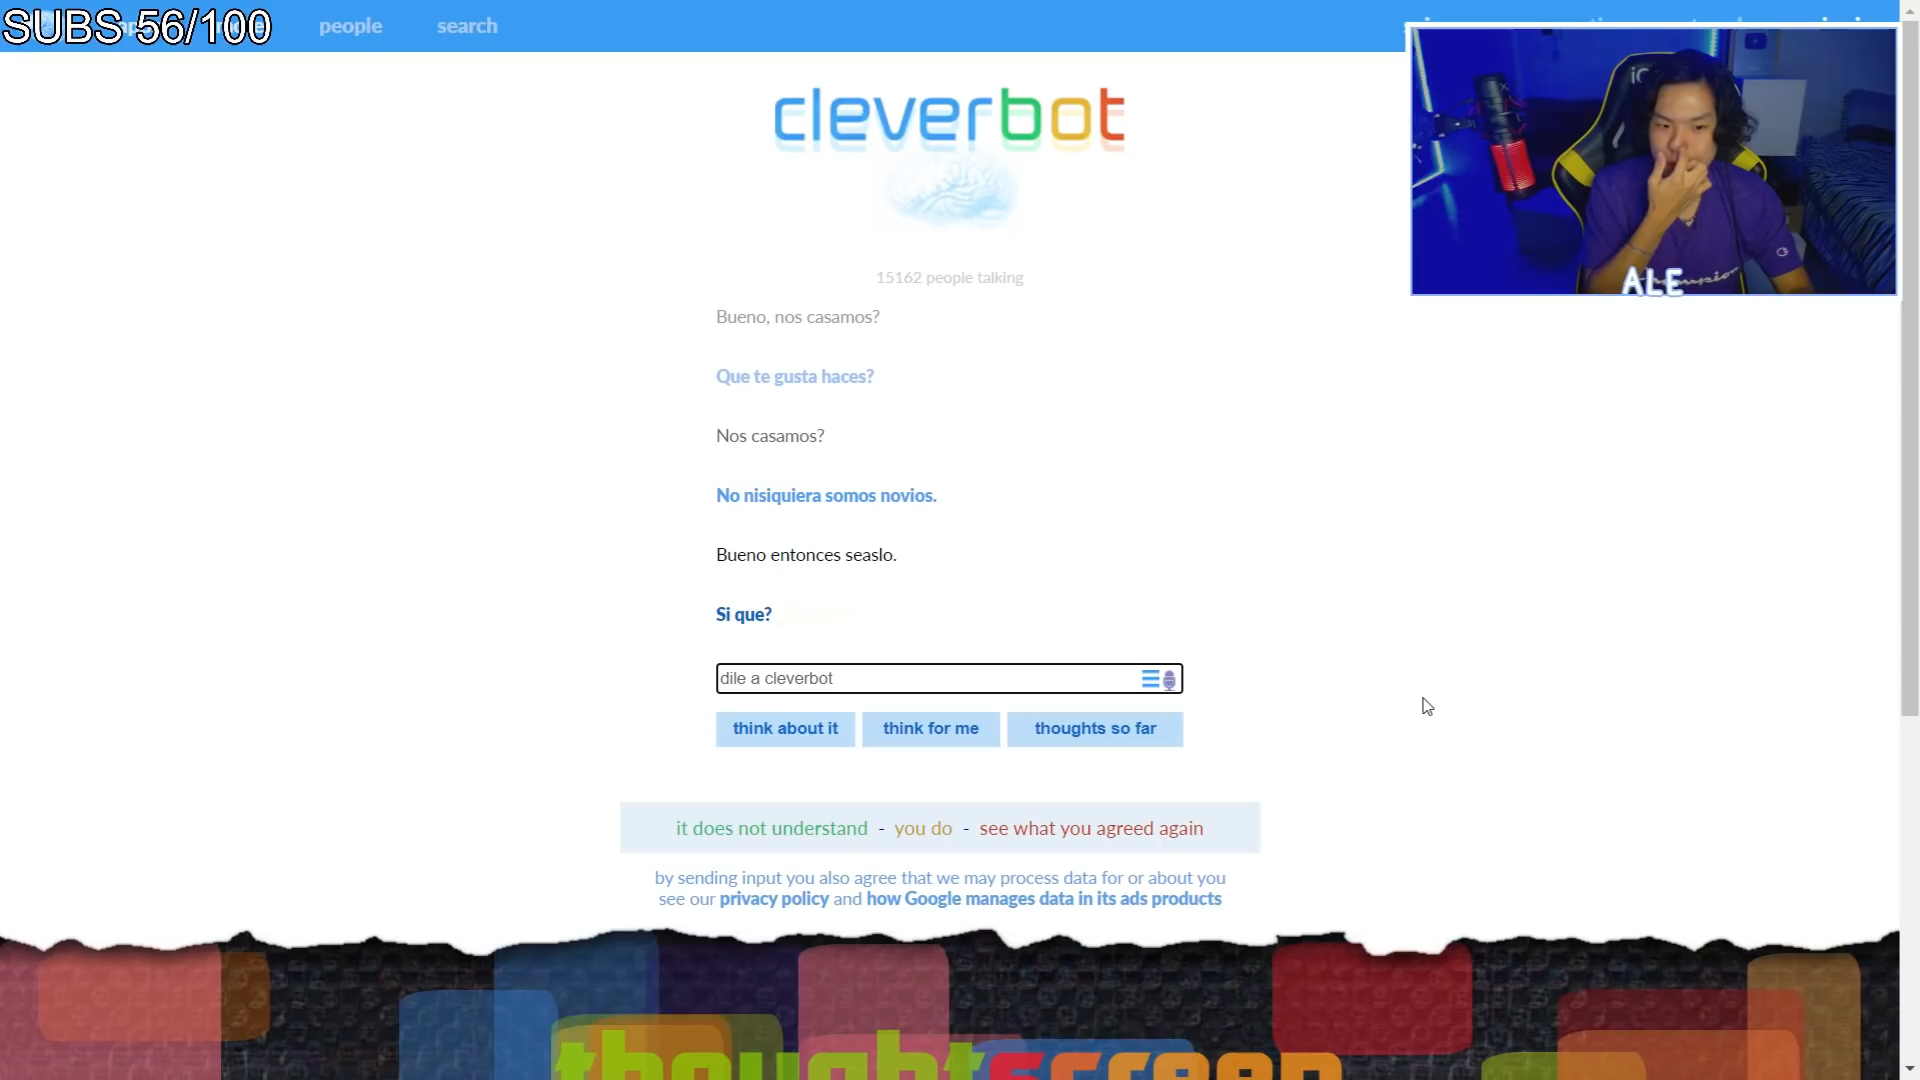 SUBS 56/100
people
search
cleverbot
15162 people talking
Bueno, nos casamos?
Que te gusta haces?
Nos casamos?
No nisiquiera somos novios.
Bueno entonces seaslo.
Si que?
dile a cleverbot
think about it
think for me
thoughts so far
it does not understand - you do - see what you agreed again
by sending input you also agree that we may process data for or about you
see our privacy policy and how Google manages data in its ads products
ALE
thoughtscreen